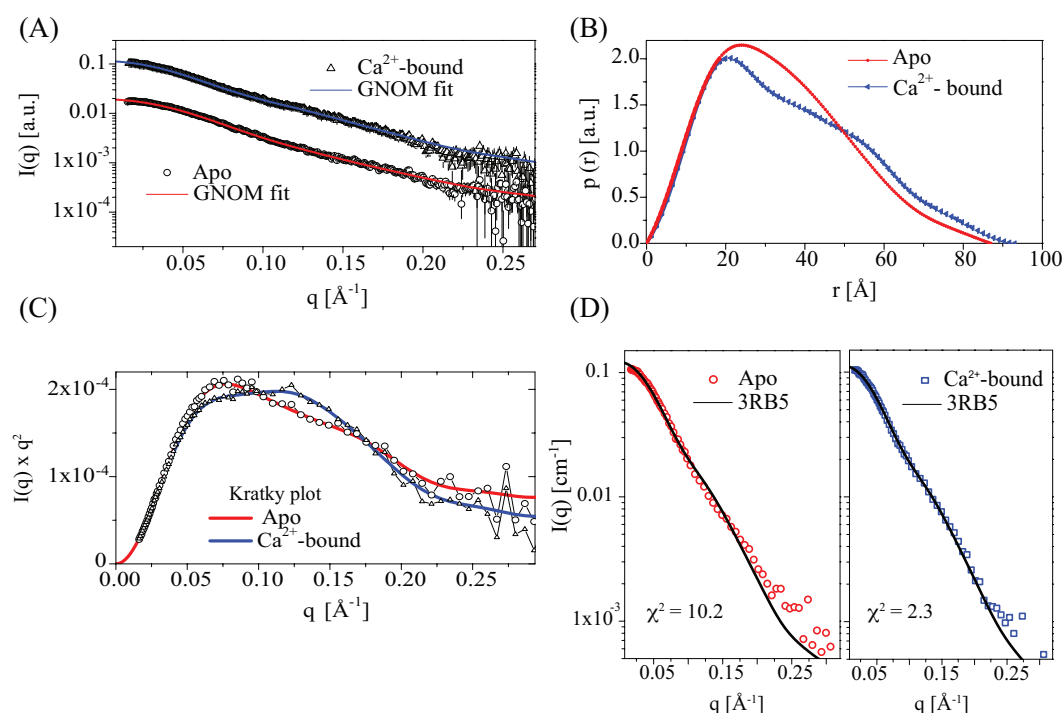 (A)
I(q) [a.u.]
0.1
0.01
1x10⁻³
1x10⁻⁴
Ca²⁺-bound
GNOM fit
Apo
GNOM fit
0.05 0.10 0.15 0.20 0.25
q [Å⁻¹]
(B)
p (r) [a.u.]
2.0
1.5
1.0
0.5
0.0
Apo
Ca²⁺- bound
0 20 40 60 80 100
r [Å]
(C)
I(q) x q²
2x10⁻⁴
1x10⁻⁴
0
Kratky plot
Apo
Ca²⁺-bound
0.00 0.05 0.10 0.15 0.20 0.25
q [Å⁻¹]
(D)
I(q) [cm⁻¹]
0.1
0.01
1x10⁻³
Apo
3RB5
χ² = 10.2
0.05 0.15 0.25
q [Å⁻¹]
Ca²⁺-bound
3RB5
χ² = 2.3
0.05 0.15 0.25
q [Å⁻¹]